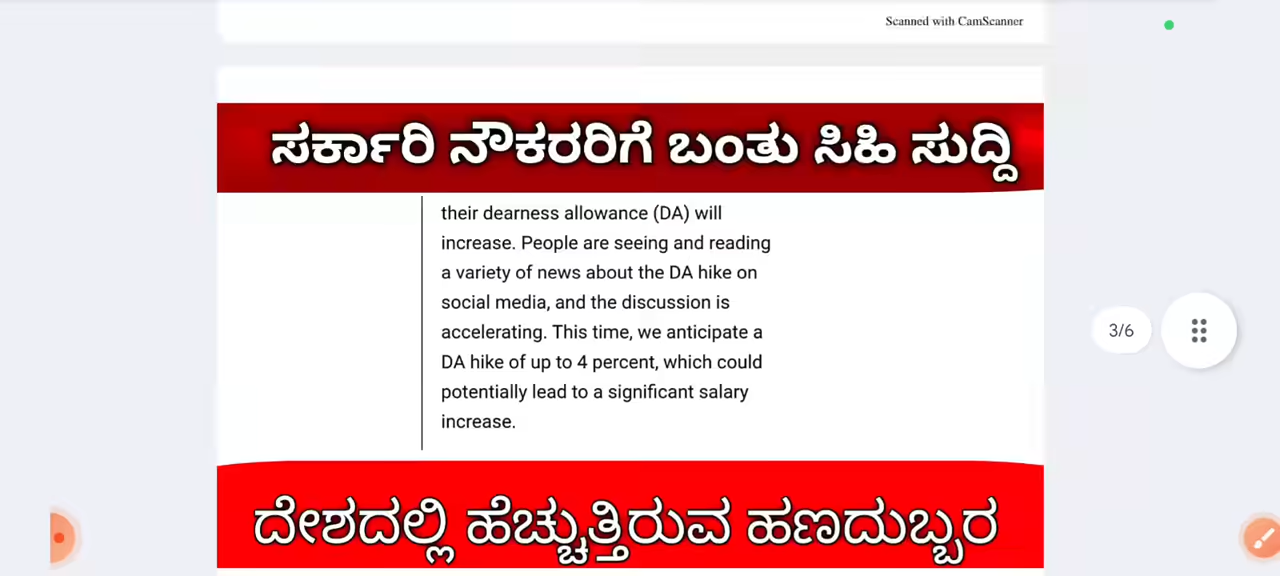 Scanned with CamScanner
ಸರ್ಕಾರಿ ನೌಕರರಿಗೆ ಬಂತು ಸಿಹಿ ಸುದ್ದಿ
their dearness allowance (DA) will
increase. People are seeing and reading
a variety of news about the DA hike on
social media, and the discussion is
accelerating. This time, we anticipate a
DA hike of up to 4 percent, which could
potentially lead to a significant salary
increase.
3/6
ದೇಶದಲ್ಲಿ ಹೆಚ್ಚುತ್ತಿರುವ ಹಣದುಬ್ಬರ